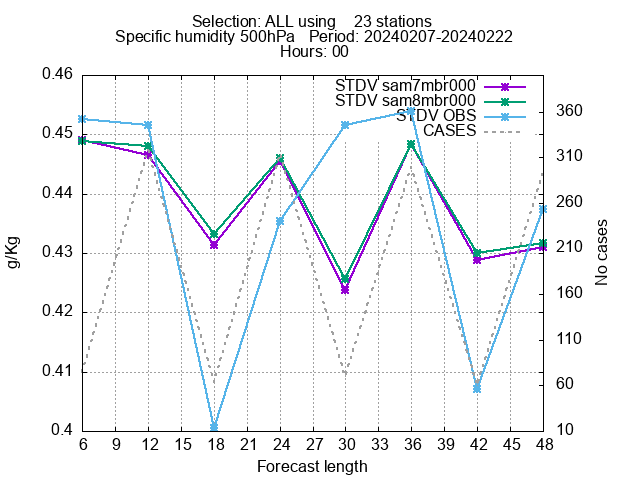 Selection: ALL using 23 stations
Specific humidity 500hPa Period: 20240207-20240222
Hours: 00
STDV sam7mbr000
STDV sam8mbr000
STDV OBS
CASES
0.46
0.45
0.44
0.43
0.42
0.41
0.4
g/Kg
360
310
260
210
160
110
60
10
No cases
6 9 12 15 18 21 24 27 30 33 36 39 42 45 48
Forecast length